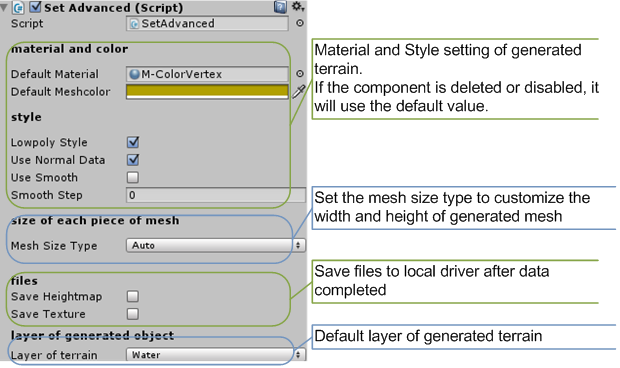 Set Advanced (Script)
Script SetAdvanced
material and color
Default Material M-ColorVertex
Default Meshcolor
style
Lowpoly Style
Use Normal Data
Use Smooth
Smooth Step 0
size of each piece of mesh
Mesh Size Type Auto
files
Save Heightmap
Save Texture
layer of generated object
Layer of terrain Water
Material and Style setting of generated
terrain.
If the component is deleted or disabled, it
will use the default value.
Set the mesh size type to customize the
width and height of generated mesh
Save files to local driver after data
completed
Default layer of generated terrain